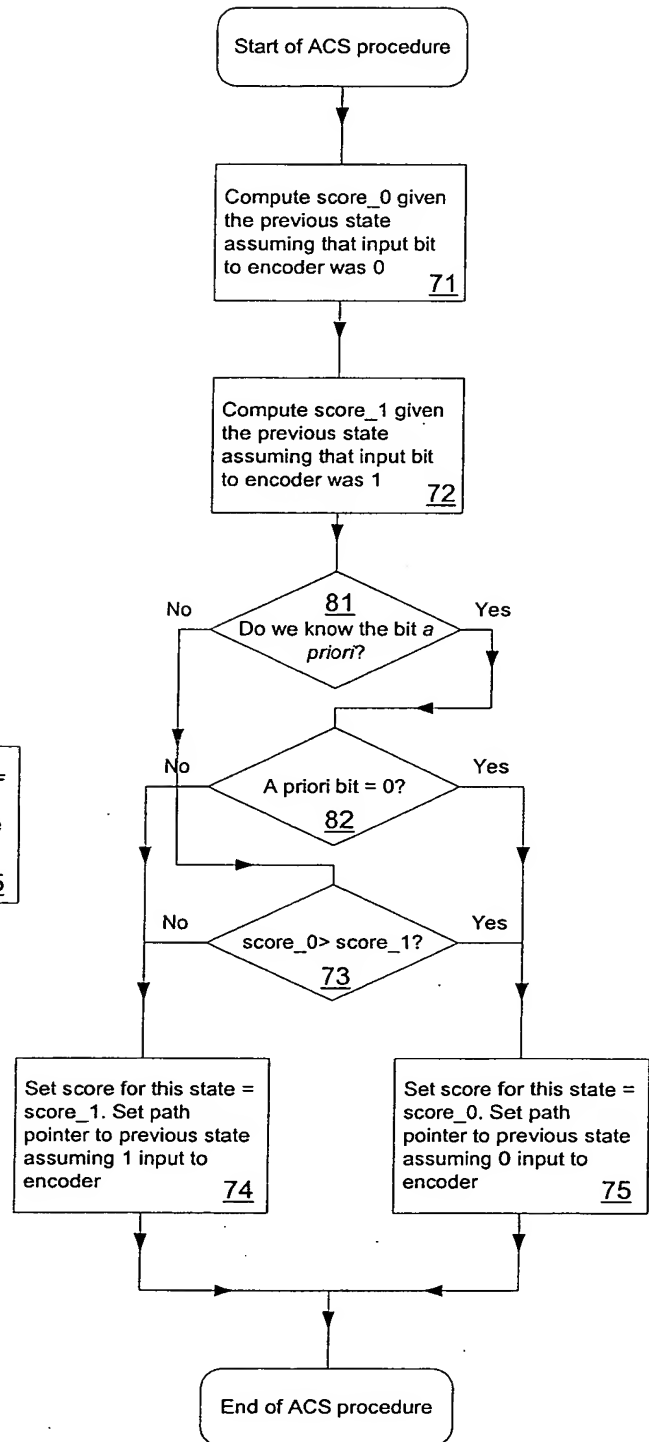 Start of ACS procedure
Compute score_0 given
the previous state
assuming that input bit
to encoder was 0
71
Compute score_1 given
the previous state
assuming that input bit
to encoder was 1
72
No
81
Yes
Do we know the bit a
priori?
=
No
Yes
A priori bit = 0?
82
No
Yes
score_0> score_1?
73
Set score for this state =
score_1. Set path
pointer to previous state
assuming 1 input to
encoder
74
Set score for this state =
score_0. Set path
pointer to previous state
assuming 0 input to
encoder
75
End of ACS procedure